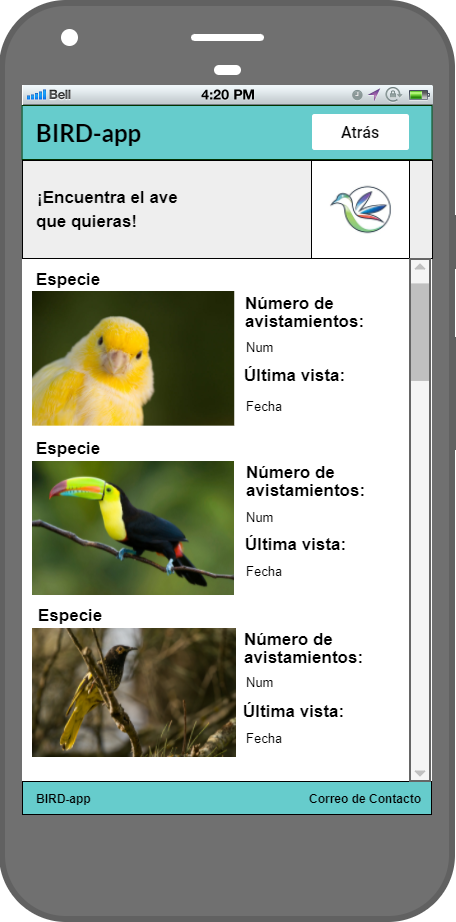 Bell
4:20 PM
BIRD-app
Atrás
¡Encuentra el ave
que quieras!
Especie
Número de
avistamientos:
Num
Última vista:
Fecha
Especie
Número de
avistamientos:
Num
Última vista:
Fecha
Especie
Número de
avistamientos:
Num
Última vista:
Fecha
BIRD-app
Correo de Contacto